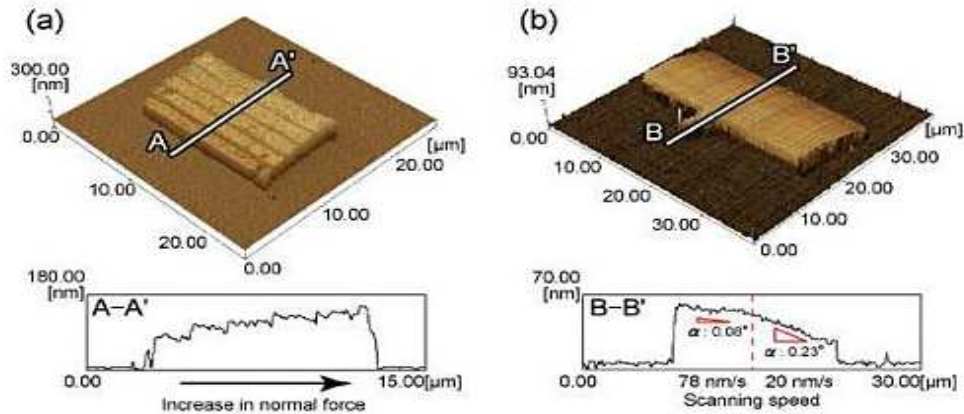 (a)
300.00
[nm]
0.00
10.00
20.00
0.00
10.00
20.00
[µm]
A
A'
180.00
[nm]
A–A'
0.00
15.00[µm]
Increase in normal force
(b)
93.04
[nm]
0.00
10.00
20.00
30.00
0.00
10.00
20.00
30.00
[µm]
B
B'
70.00
[nm]
B–B'
α : 0.08°
α : 0.23°
0.00
78 nm/s
20 nm/s
30.00[µm]
Scanning speed